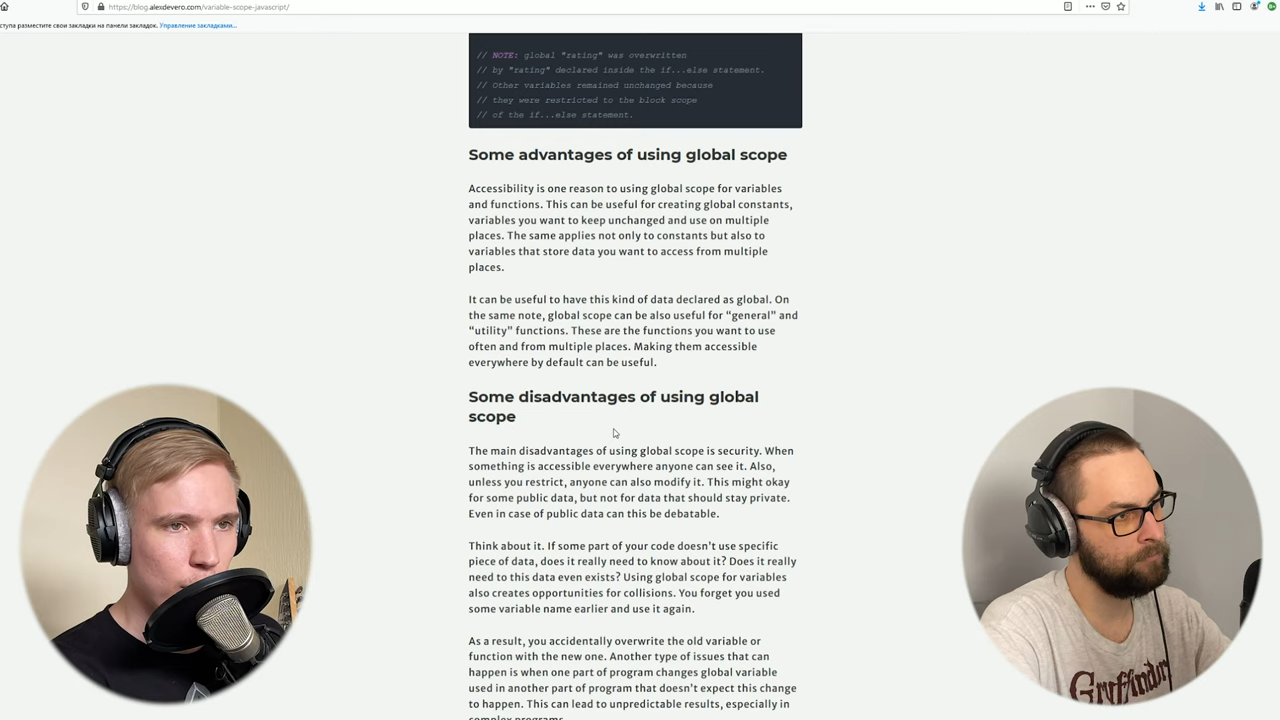 https://blog.alexdevero.com/variable-scope-javascript/
ступа разместите свои закладки на панели закладок. Управление закладками...
// NOTE: global "rating" was overwritten
// by "rating" declared inside the if...else statement.
// Other variables remained unchanged because
// they were restricted to the block scope
// of the if...else statement.
Some advantages of using global scope
Accessibility is one reason to using global scope for variables
and functions. This can be useful for creating global constants,
variables you want to keep unchanged and use on multiple
places. The same applies not only to constants but also to
variables that store data you want to access from multiple
places.
It can be useful to have this kind of data declared as global. On
the same note, global scope can be also useful for “general” and
“utility” functions. These are the functions you want to use
often and from multiple places. Making them accessible
everywhere by default can be useful.
Some disadvantages of using global
scope
The main disadvantages of using global scope is security. When
something is accessible everywhere anyone can see it. Also,
unless you restrict, anyone can also modify it. This might okay
for some public data, but not for data that should stay private.
Even in case of public data can this be debatable.
Think about it. If some part of your code doesn’t use specific
piece of data, does it really need to know about it? Does it really
need to this data even exists? Using global scope for variables
also creates opportunities for collisions. You forget you used
some variable name earlier and use it again.
As a result, you accidentally overwrite the old variable or
function with the new one. Another type of issues that can
happen is when one part of program changes global variable
used in another part of program that doesn’t expect this change
to happen. This can lead to unpredictable results, especially in
complex programs.
Gryffindor